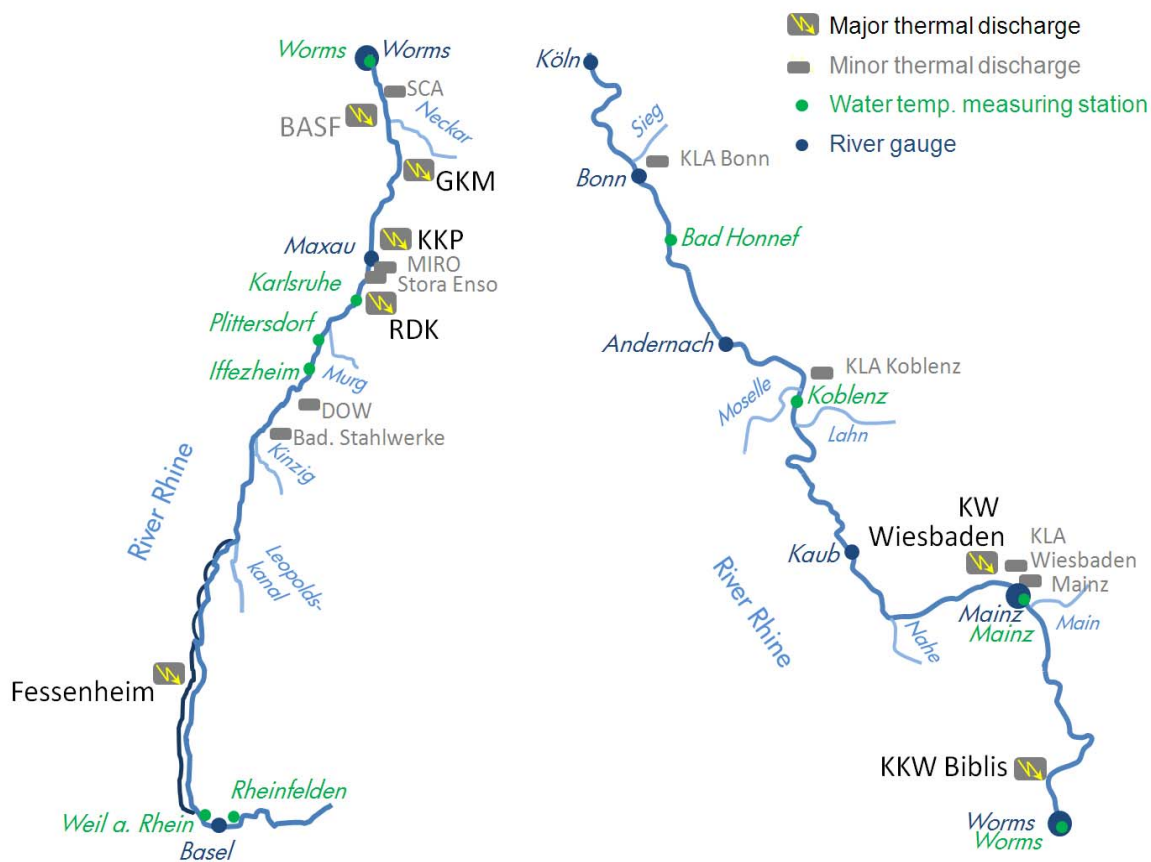 Major thermal discharge
Minor thermal discharge
Water temp. measuring station
River gauge
Worms Worms
SCA
BASF
Neckar
GKM
Maxau
KKP
MIRO
Karlsruhe
Stora Enso
RDK
Plittersdorf
Iffezheim
Murg
DOW
Bad. Stahlwerke
Kinzig
River Rhine
Leopolds-
kanal
Fessenheim
Rheinfelden
Weil a. Rhein
Basel
Köln
Sieg
KLA Bonn
Bonn
Bad Honnef
Andernach
KLA Koblenz
Moselle
Koblenz
Lahn
KW
Wiesbaden
KLA
Wiesbaden
Mainz
Kaub
River Rhine
Mainz
Mainz
Main
Nahe
KKW Biblis
Worms
Worms